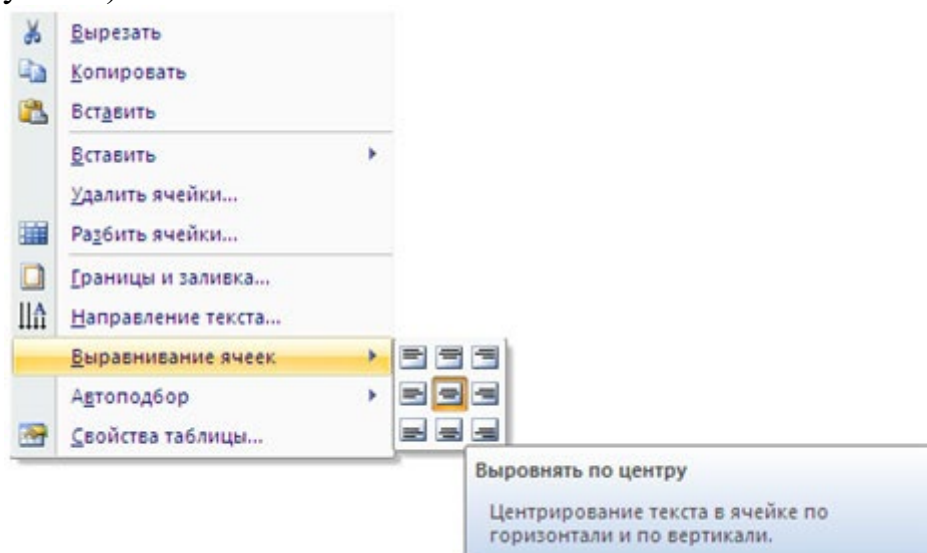 Вырезать
Копировать
Вставить
Вставить
Удалить ячейки...
Разбить ячейки...
Границы и заливка...
Направление текста...
Выравнивание ячеек
Автоподбор
Свойства таблицы...
Выровнять по центру
Центрирование текста в ячейке по
горизонтали и по вертикали.